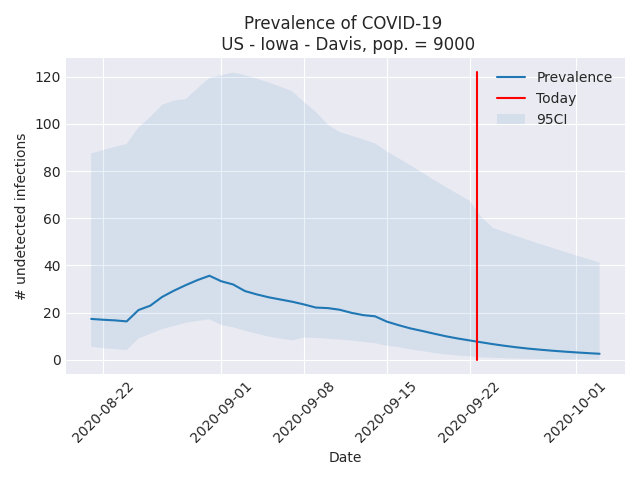 Prevalence of COVID-19
US - Iowa - Davis, pop. = 9000
# undetected infections
120
100
80
60
40
20
0
Prevalence
Today
95CI
2020-08-22
2020-09-01
2020-09-08
2020-09-15
2020-09-22
2020-10-01
Date